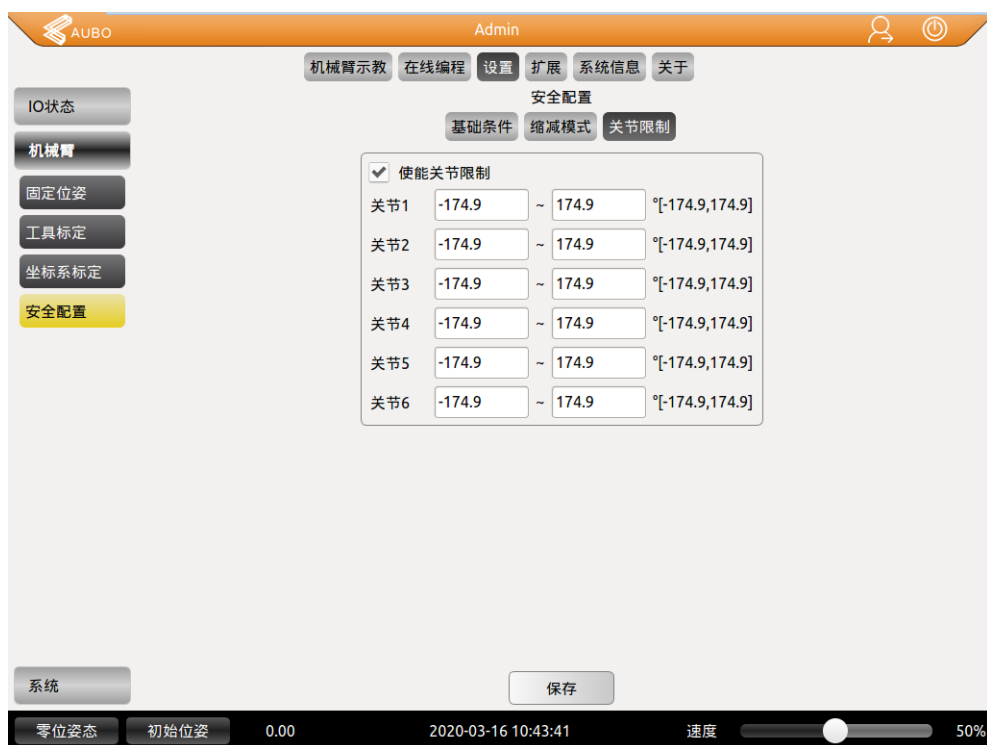 AUBO Admin
机械臂示教 在线编程 设置 扩展 系统信息 关于
安全配置
基础条件 缩减模式 关节限制
IO状态
机械臂
固定位姿
工具标定
坐标系标定
安全配置
使能关节限制
关节1 -174.9 ~ 174.9 °[-174.9,174.9]
关节2 -174.9 ~ 174.9 °[-174.9,174.9]
关节3 -174.9 ~ 174.9 °[-174.9,174.9]
关节4 -174.9 ~ 174.9 °[-174.9,174.9]
关节5 -174.9 ~ 174.9 °[-174.9,174.9]
关节6 -174.9 ~ 174.9 °[-174.9,174.9]
系统
保存
零位姿态 初始位姿 0.00 2020-03-16 10:43:41 速度 50%